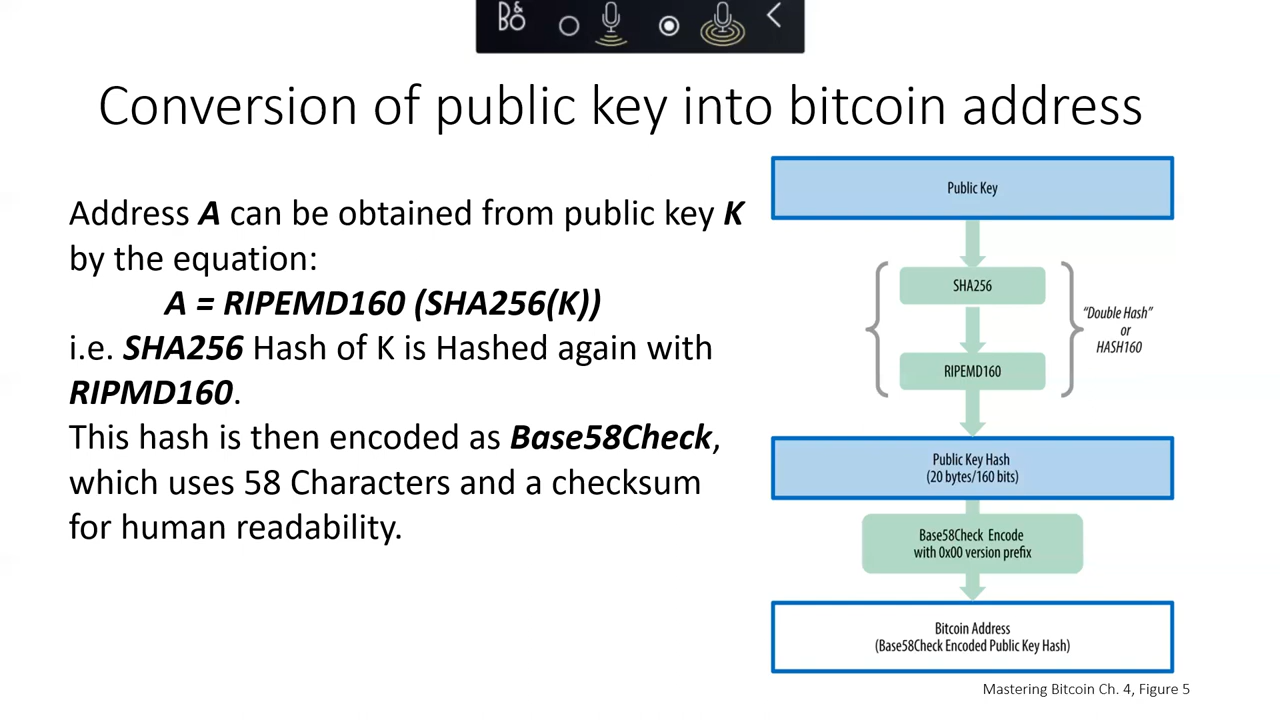 B&O
Conversion of public key into bitcoin address
Address A can be obtained from public key K
by the equation:
A = RIPEMD160 (SHA256(K))
i.e. SHA256 Hash of K is Hashed again with
RIPMD160.
This hash is then encoded as Base58Check,
which uses 58 Characters and a checksum
for human readability.
Public Key
SHA256
RIPEMD160
“Double Hash”
or
HASH160
Public Key Hash
(20 bytes/160 bits)
Base58Check Encode
with 0x00 version prefix
Bitcoin Address
(Base58Check Encoded Public Key Hash)
Mastering Bitcoin Ch. 4, Figure 5